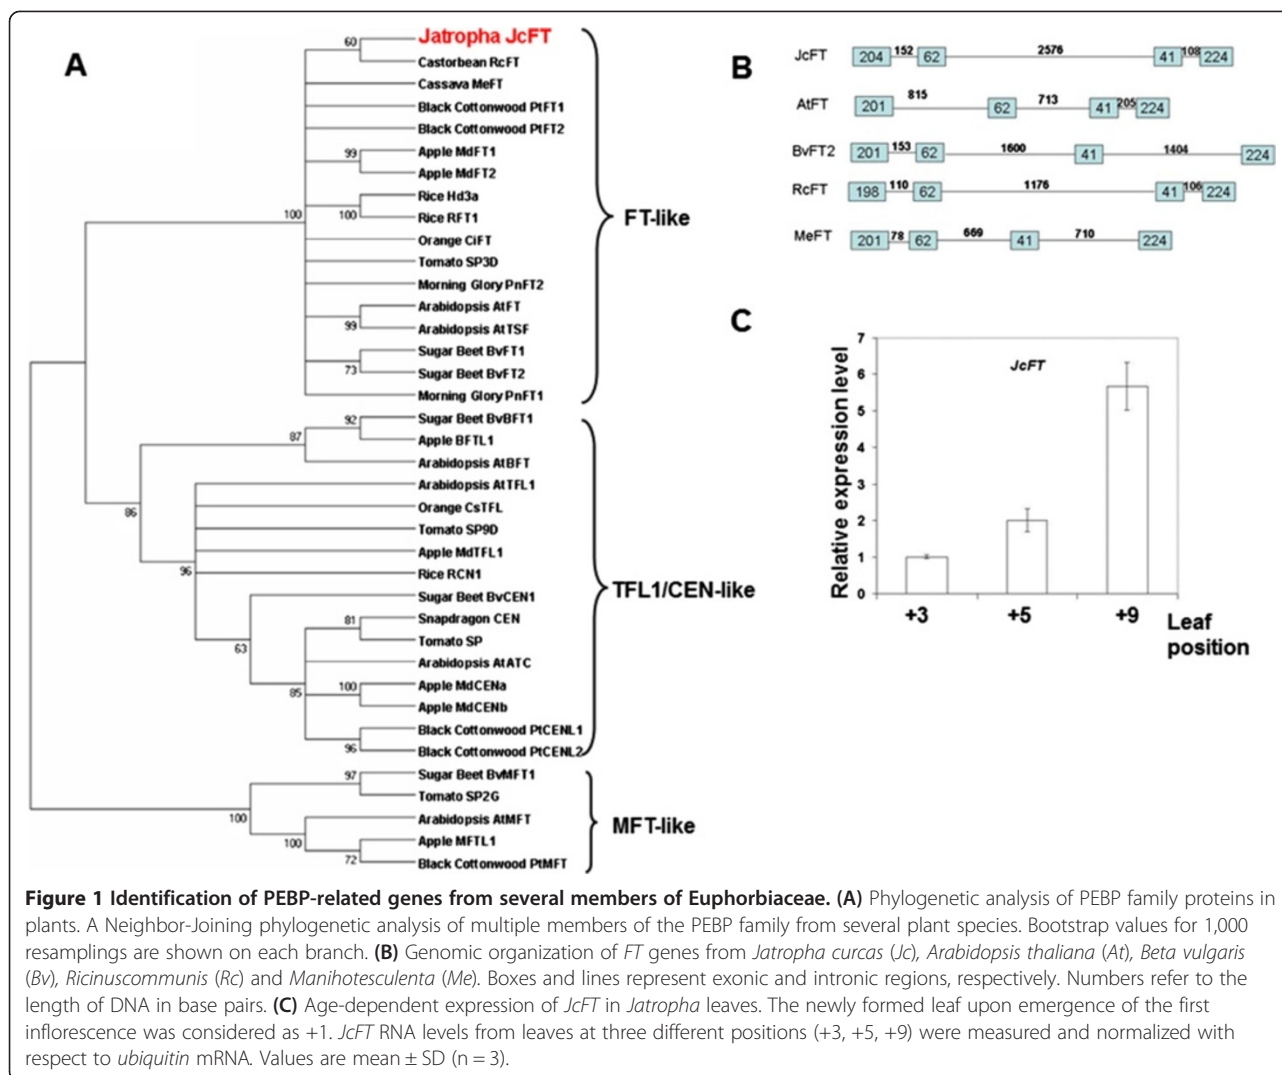 A
Jatropha JcFT
Castorbean RcFT
Cassava MeFT
Black Cottonwood PtFT1
Black Cottonwood PtFT2
Apple MdFT1
Apple MdFT2
Rice Hd3a
Rice RFT1
Orange CiFT
Tomato SP3D
Morning Glory PnFT2
Arabidopsis AtFT
Arabidopsis AtTSF
Sugar Beet BvFT1
Sugar Beet BvFT2
Morning Glory PnFT1
Sugar Beet BvBFT1
Apple BFTL1
Arabidopsis AtBFT
Arabidopsis AtTFL1
Orange CsTFL
Tomato SP9D
Apple MdTFL1
Rice RCN1
Sugar Beet BvCEN1
Snapdragon CEN
Tomato SP
Arabidopsis AtATC
Apple MdCENa
Apple MdCENb
Black Cottonwood PtCENL1
Black Cottonwood PtCENL2
Sugar Beet BvMFT1
Tomato SP2G
Arabidopsis AtMFT
Apple MFTL1
Black Cottonwood PtMFT
60
99
100
100
99
73
92
87
86
96
81
63
100
85
96
97
100
100
72
FT-like
TFL1/CEN-like
MFT-like
B
JcFT 204 152 62 2576 41 108 224
AtFT 201 815 62 713 41 205 224
BvFT2 201 153 62 1600 41 1404 224
RcFT 198 110 62 1176 41 106 224
MeFT 201 78 62 669 41 710 224
C
Relative expression level
7
6
5
4
3
2
1
0
JcFT
+3 +5 +9
Leaf
position
Figure 1 Identification of PEBP-related genes from several members of Euphorbiaceae. (A) Phylogenetic analysis of PEBP family proteins in
plants. A Neighbor-Joining phylogenetic analysis of multiple members of the PEBP family from several plant species. Bootstrap values for 1,000
resamplings are shown on each branch. (B) Genomic organization of FT genes from Jatropha curcas (Jc), Arabidopsis thaliana (At), Beta vulgaris
(Bv), Ricinuscommunis (Rc) and Manihotesculenta (Me). Boxes and lines represent exonic and intronic regions, respectively. Numbers refer to the
length of DNA in base pairs. (C) Age-dependent expression of JcFT in Jatropha leaves. The newly formed leaf upon emergence of the first
inflorescence was considered as +1. JcFT RNA levels from leaves at three different positions (+3, +5, +9) were measured and normalized with
respect to ubiquitin mRNA. Values are mean ± SD (n = 3).